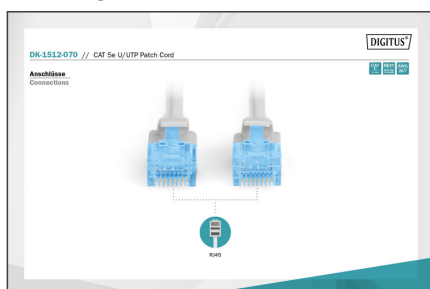 DIGITUS®
DK-1512-070 // CAT 5e U/UTP Patch Cord
Anschlüsse
Connections
RJ45